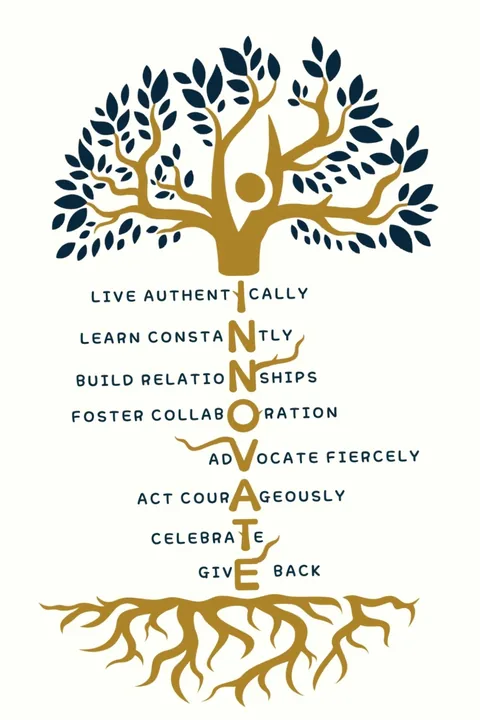 LIVE AUTHENTICALLY
LEARN CONSTANTLY
BUILD RELATIONSHIPS
FOSTER COLLABORATION
ADVOCATE FIERCELY
ACT COURAGEOUSLY
CELEBRATE
GIVE BACK